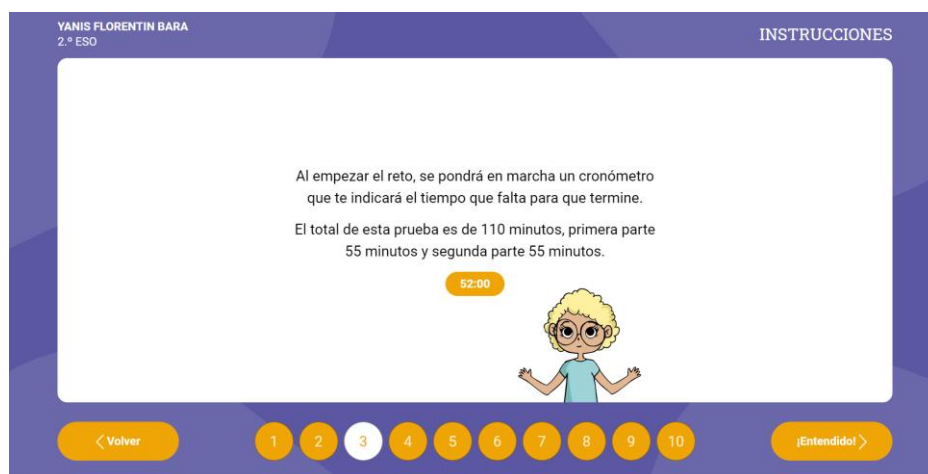 YANIS FLORENTIN BARA
2.º ESO
INSTRUCCIONES
Al empezar el reto, se pondrá en marcha un cronómetro
que te indicará el tiempo que falta para que termine.
El total de esta prueba es de 110 minutos, primera parte
55 minutos y segunda parte 55 minutos.
52:00
< Volver
1 2 3 4 5 6 7 8 9 10
¡Entendido! >